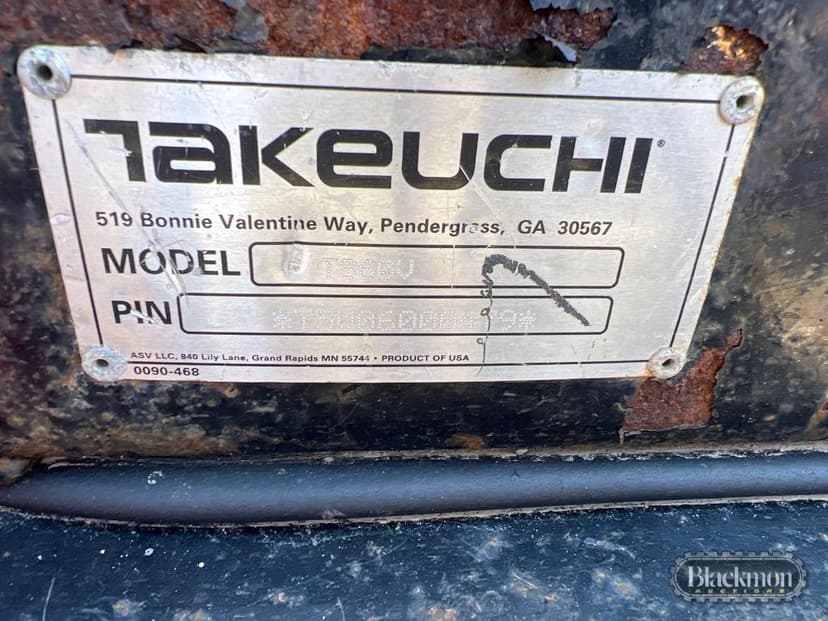 TAKEUCHI®
519 Bonnie Valentine Way, Pendergrass, GA 30567
MODEL
PIN
ASV LLC, 840 Lily Lane, Grand Rapids MN 55744 • PRODUCT OF USA
0090-468
Blackmon
AUCTIONS